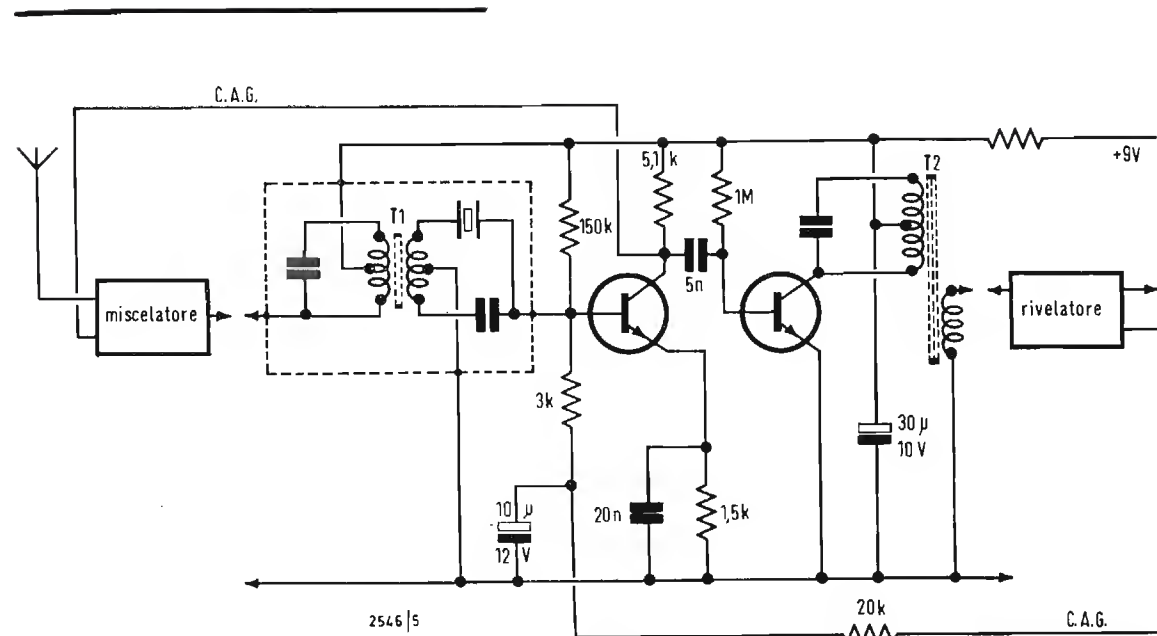 C.A.G.
5,1 k
T2
+9V
T1
150k
1M
5n
miscelatore
rivelatore
3k
30 µ
10 V
10 µ
12 V
20n
1,5k
2546/S
20k
C.A.G.